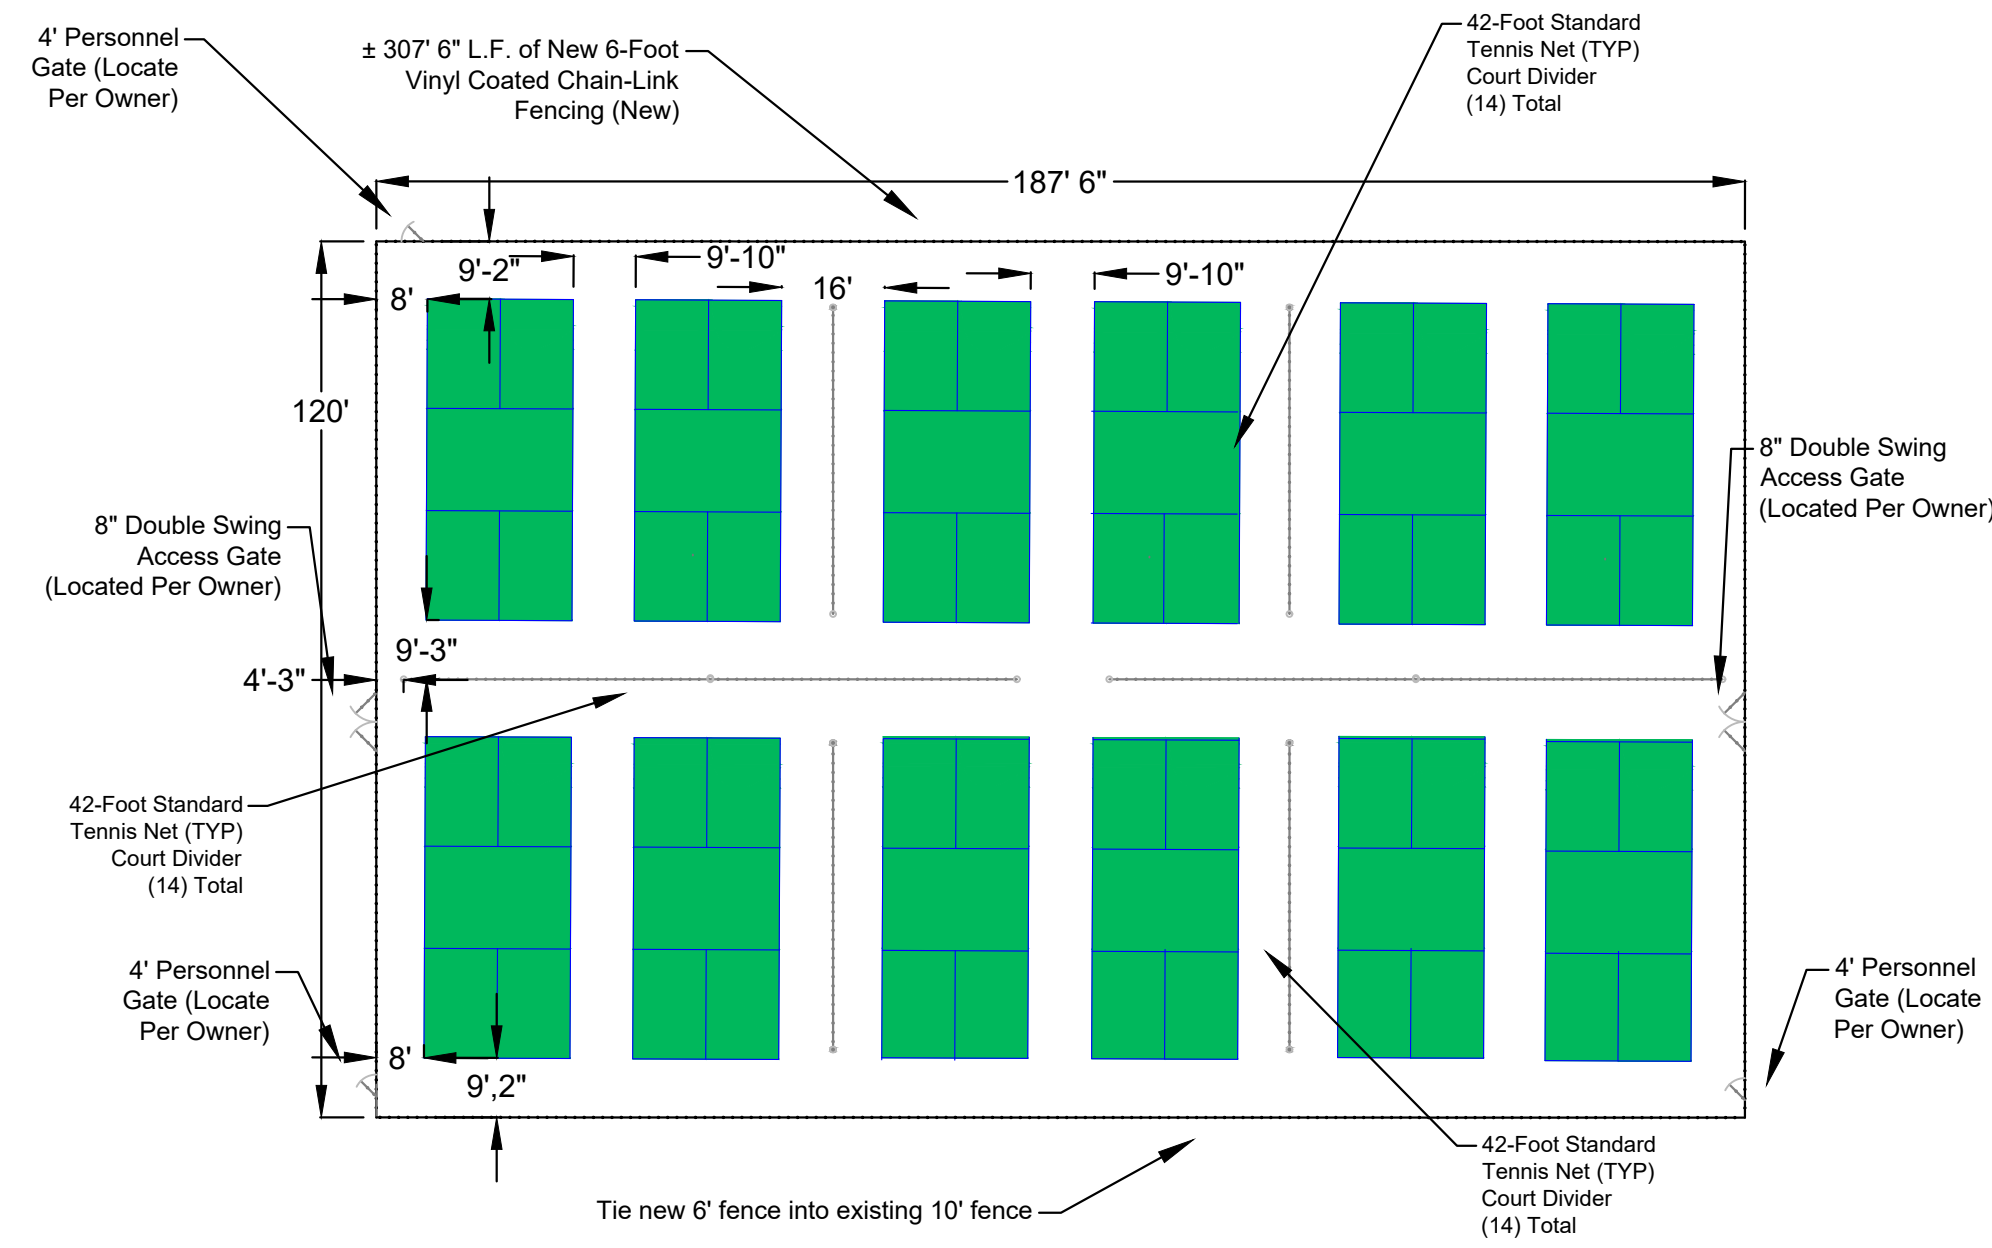 4' Personnel
Gate (Locate
Per Owner)
± 307' 6" L.F. of New 6-Foot
Vinyl Coated Chain-Link
Fencing (New)
42-Foot Standard
Tennis Net (TYP)
Court Divider
(14) Total
187' 6"
9'-2"
9'-10"
8'
16'
9'-10"
120'
8" Double Swing
Access Gate
(Located Per Owner)
8" Double Swing
Access Gate
(Located Per Owner)
9'-3"
4'-3"
42-Foot Standard
Tennis Net (TYP)
Court Divider
(14) Total
4' Personnel
Gate (Locate
Per Owner)
4' Personnel
Gate (Locate
Per Owner)
8'
9',2"
42-Foot Standard
Tennis Net (TYP)
Court Divider
(14) Total
Tie new 6' fence into existing 10' fence